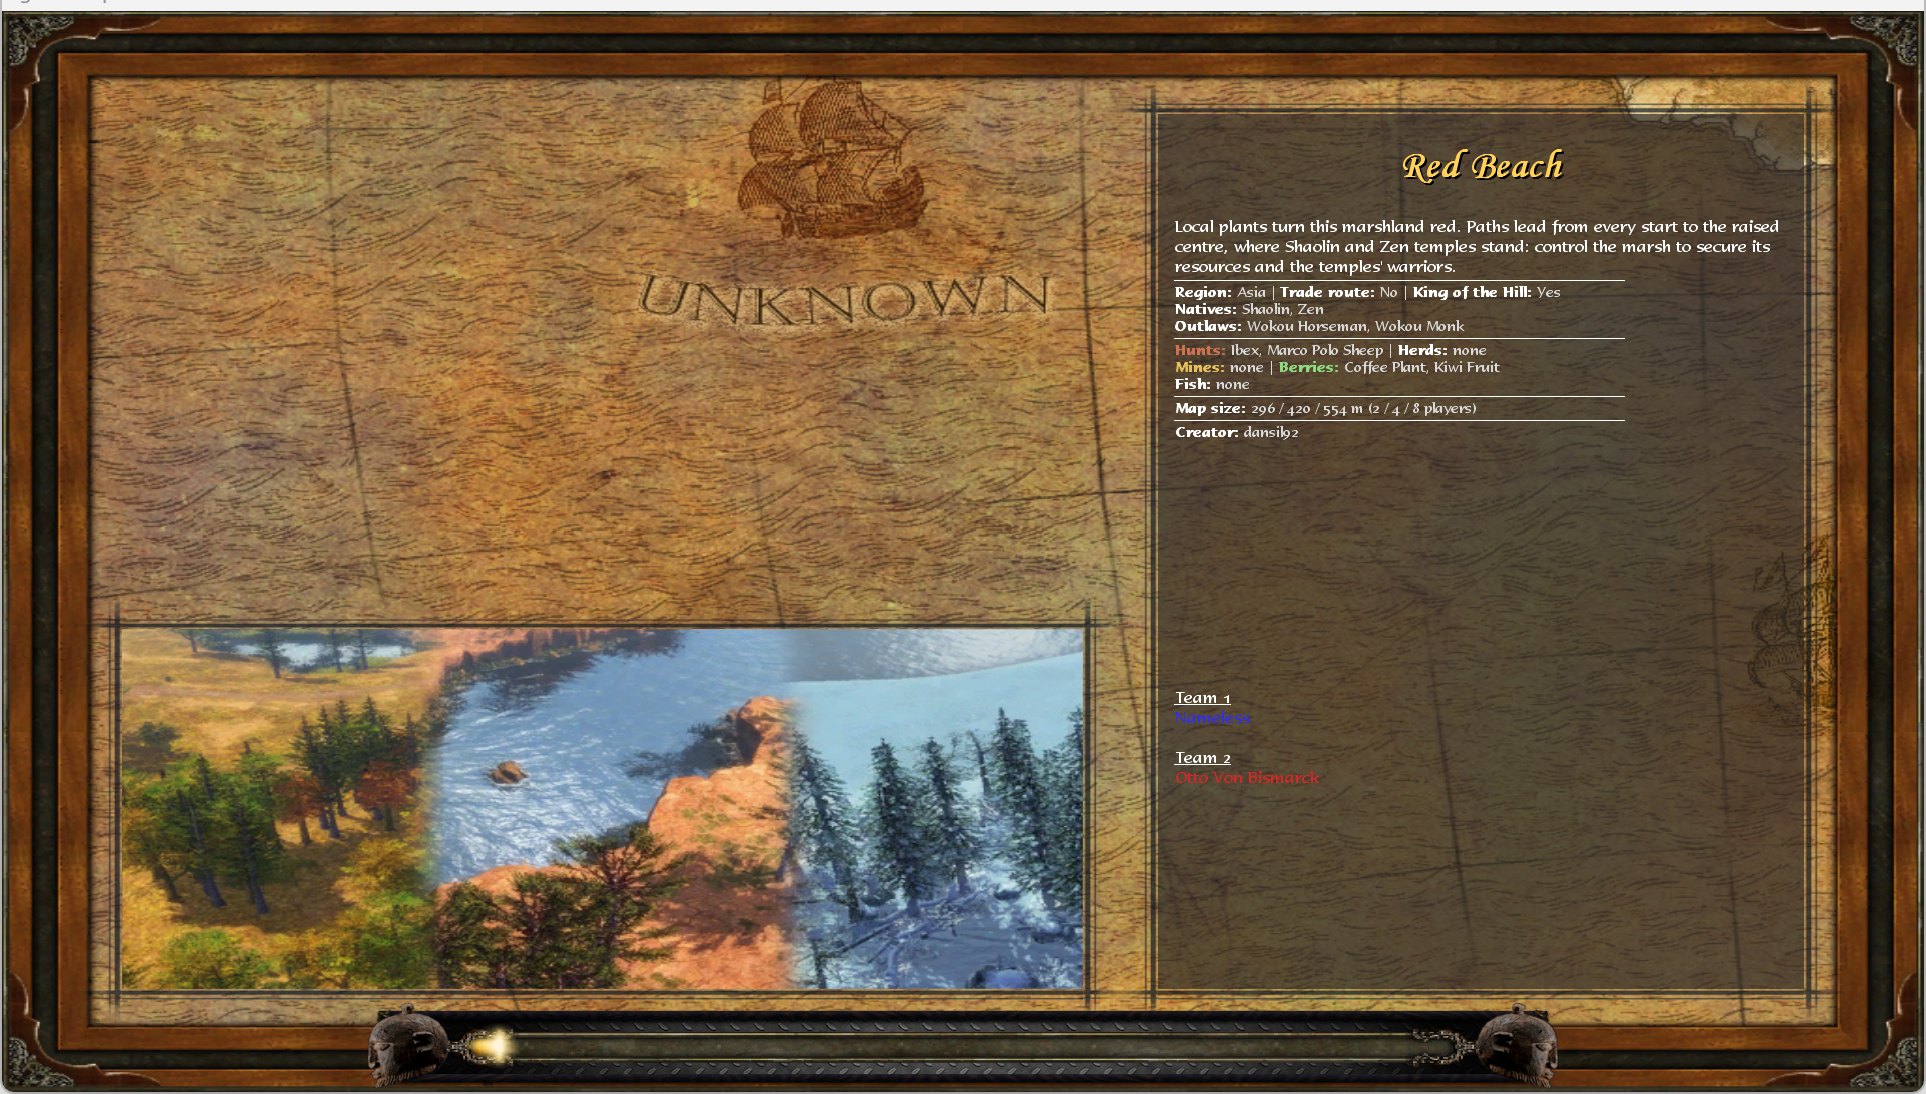 UNKNOWN
Red Beach
Local plants turn this marshland red. Paths lead from every start to the raised
centre, where Shaolin and Zen temples stand: control the marsh to secure its
resources and the temples' warriors.
Region: Asia | Trade route: No | King of the Hill: Yes
Natives: Shaolin, Zen
Outlaws: Wokou Horseman, Wokou Monk
Hunts: Ibex, Marco Polo Sheep | Herds: none
Mines: none | Berries: Coffee Plant, Kiwi Fruit
Fish: none
Map size: 296 / 420 / 554 m (2 / 4 / 8 players)
Creator: dansil92
Team 1
Nameless
Team 2
Otto Von Bismarck